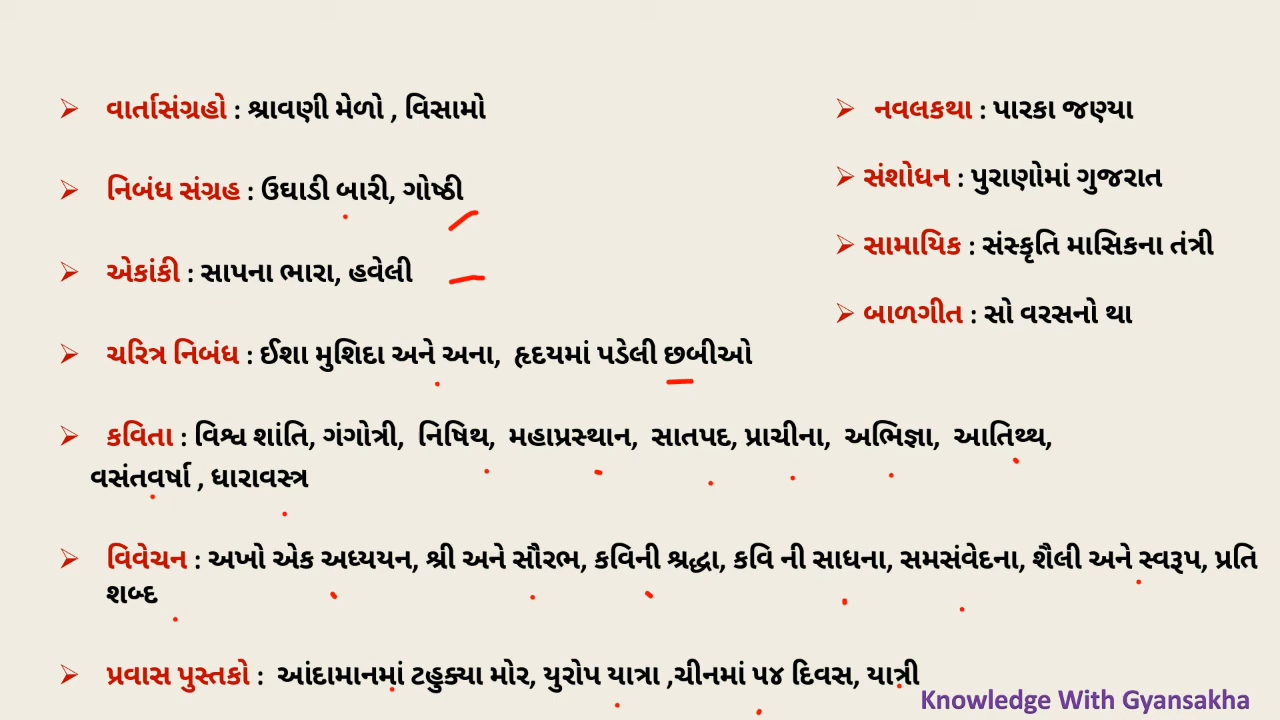 વાર્તાસંગ્રહો : શ્રાવણી મેળો , વિસામો
નિબંધ સંગ્રહ : ઉઘાડી બારી, ગોષ્ઠી
એકાંકી : સાપના ભારા, હવેલી
ચરિત્ર નિબંધ : ઈશા મુશિદા અને અના, હૃદયમાં પડેલી છબીઓ
કવિતા : વિશ્વ શાંતિ, ગંગોત્રી, નિષિથ, મહાપ્રસ્થાન, સાતપદ, પ્રાચીના, અભિજ્ઞા, આતિથ્થ,
વસંતવર્ષા , ધારાવસ્ત્ર
વિવેચન : અખો એક અધ્યયન, શ્રી અને સૌરભ, કવિની શ્રદ્ધા, કવિ ની સાધના, સમસંવેદના, શૈલી અને સ્વરૂપ, પ્રતિ
શબ્દ
પ્રવાસ પુસ્તકો : આંદામાનમાં ટહુક્યા મોર, યુરોપ યાત્રા ,ચીનમાં ૫૪ દિવસ, યાત્રી
નવલકથા : પારકા જણ્યા
સંશોધન : પુરાણોમાં ગુજરાત
સામાયિક : સંસ્કૃતિ માસિકના તંત્રી
બાળગીત : સો વરસનો થા
Knowledge With Gyansakha